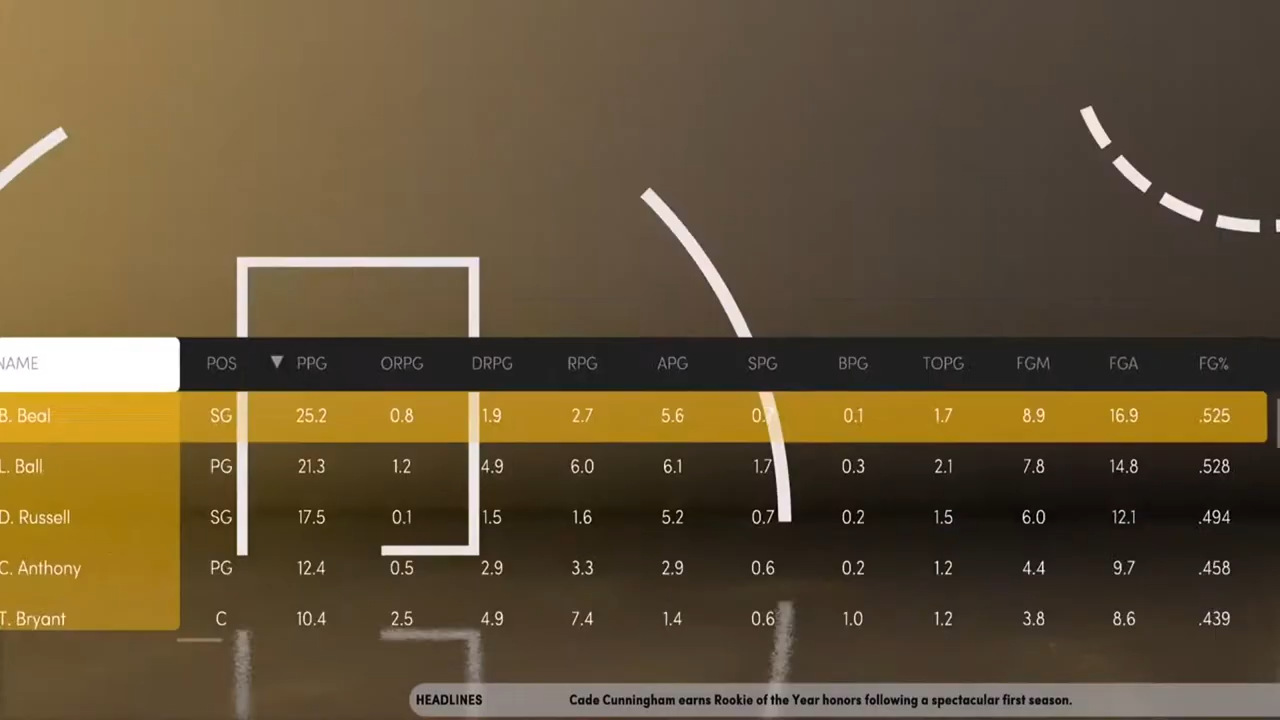 NAME POS ▼ PPG ORPG DRPG RPG APG SPG BPG TOPG FGM FGA FG%
B. Beal SG 25.2 0.8 1.9 2.7 5.6 0.1 8.9 16.9 .525
L. Ball PG 21.3 1.2 4.9 6.0 6.1 1.7 0.3 2.1 7.8 14.8 .528
D. Russell SG 17.5 0.1 1.5 1.6 5.2 0.7 0.2 1.5 6.0 12.1 .494
C. Anthony PG 12.4 0.5 2.9 3.3 2.9 0.6 0.2 1.2 4.4 9.7 .458
T. Bryant C 10.4 2.5 4.9 7.4 1.4 0.6 1.0 1.2 3.8 8.6 .439
HEADLINES Cade Cunningham earns Rookie of the Year honors following a spectacular first season.